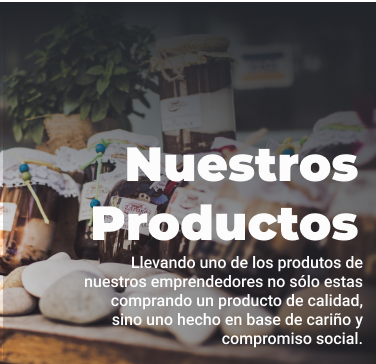 Nuestros
Productos
Llevando uno de los produtos de
nuestros emprendedores no sólo estas
comprando un producto de calidad,
sino uno hecho en base de cariño y
compromiso social.